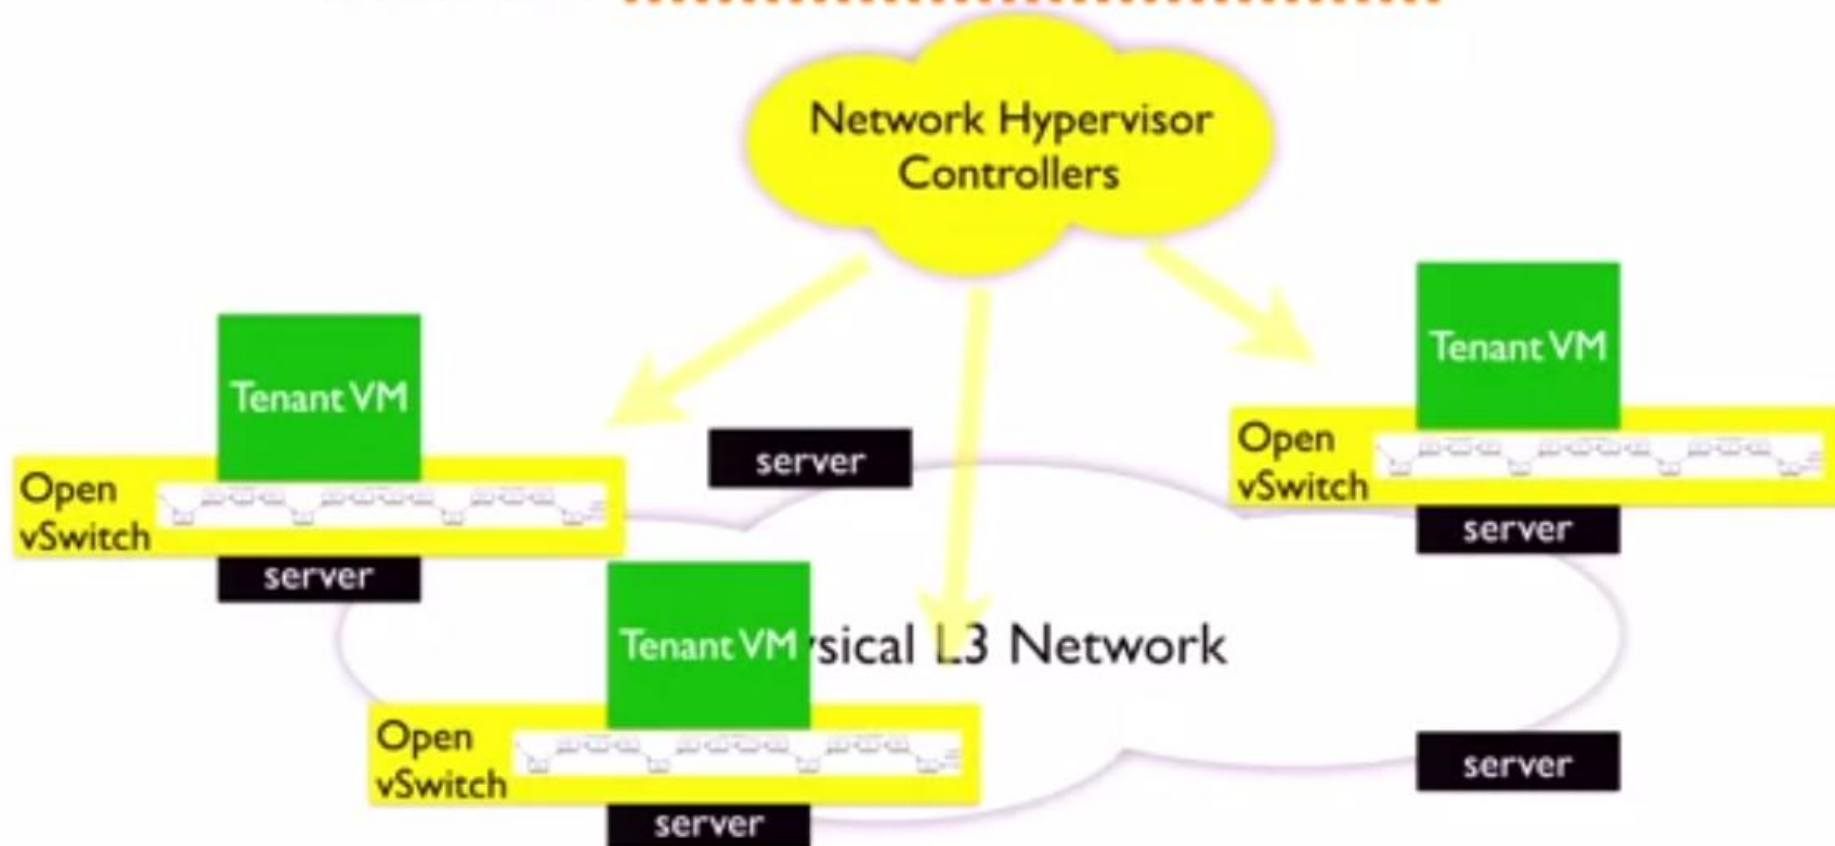 Network Hypervisor
Controllers
Tenant VM
Tenant VM
Open
vSwitch
server
server
Open
vSwitch
server
Tenant VM
sical L3 Network
Open
vSwitch
server
server